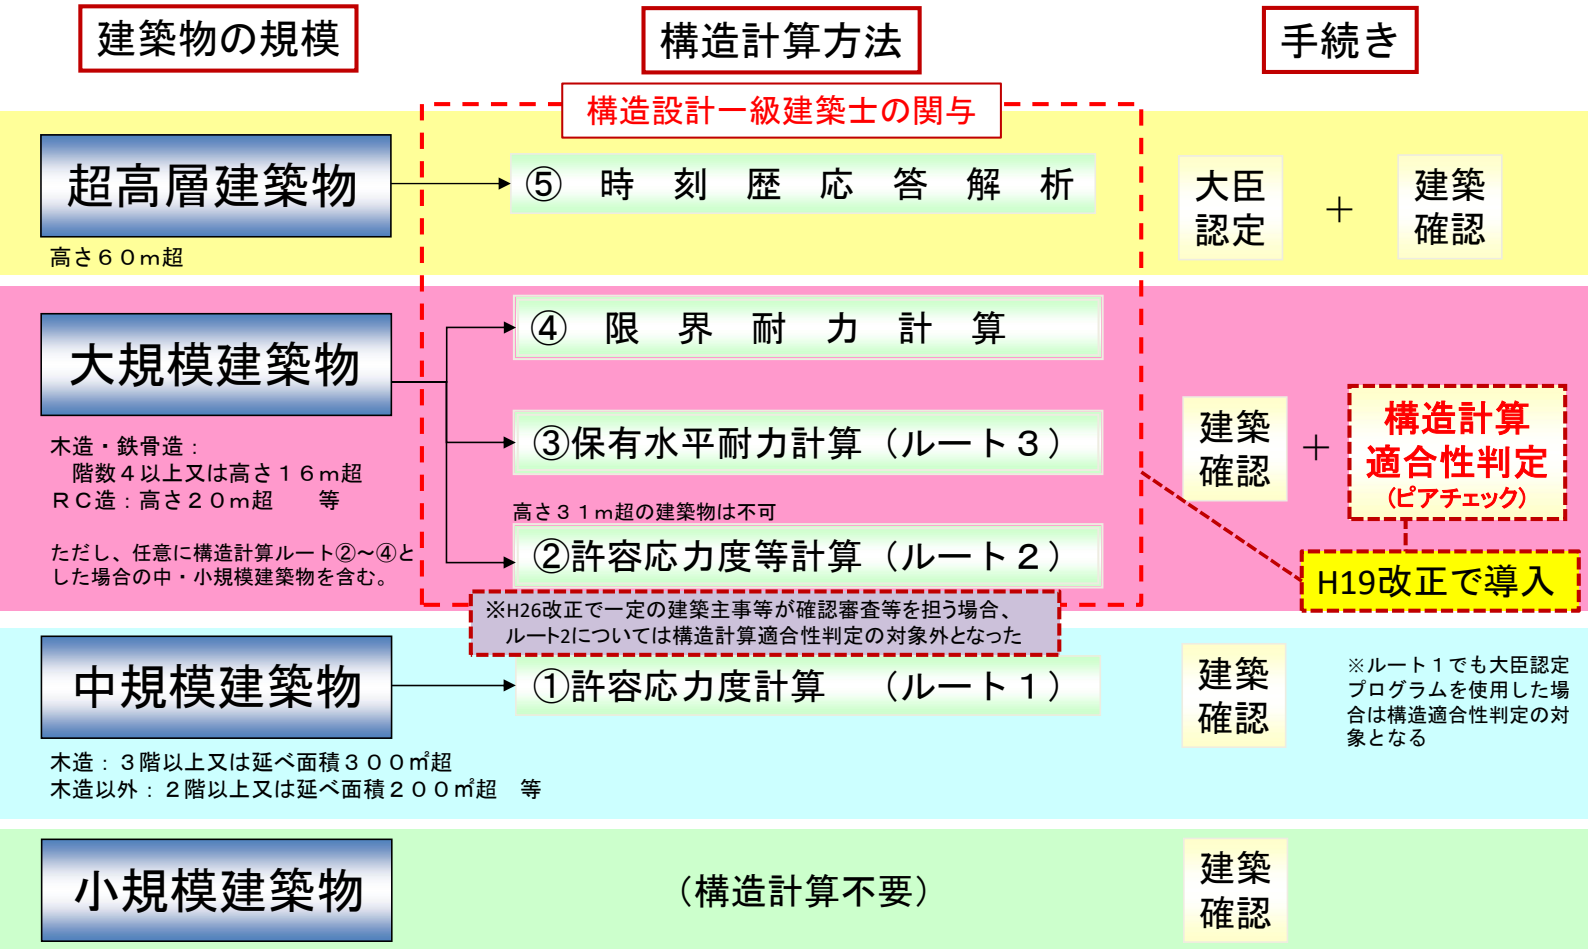 建築物の規模
構造計算方法
手続き
構造設計一級建築士の関与
超高層建築物
高さ６０ｍ超
⑤ 時 刻 歴 応 答 解 析
大臣
認定
＋
建築
確認
大規模建築物
木造・鉄骨造：
階数４以上又は高さ１６ｍ超
ＲＣ造：高さ２０ｍ超　等
ただし、任意に構造計算ルート②～④と
した場合の中・小規模建築物を含む。
④ 限 界 耐 力 計 算
③保有水平耐力計算（ルート３）
高さ３１ｍ超の建築物は不可
②許容応力度等計算（ルート２）
建築
確認
＋
構造計算
適合性判定
(ピアチェック)
H19改正で導入
※H26改正で一定の建築主事等が確認審査等を担う場合、
ルート2については構造計算適合性判定の対象外となった
中規模建築物
木造：３階以上又は延べ面積３００㎡超
木造以外：２階以上又は延べ面積２００㎡超　等
①許容応力度計算　（ルート１）
建築
確認
※ルート１でも大臣認定
プログラムを使用した場
合は構造適合性判定の対
象となる
小規模建築物
（構造計算不要）
建築
確認